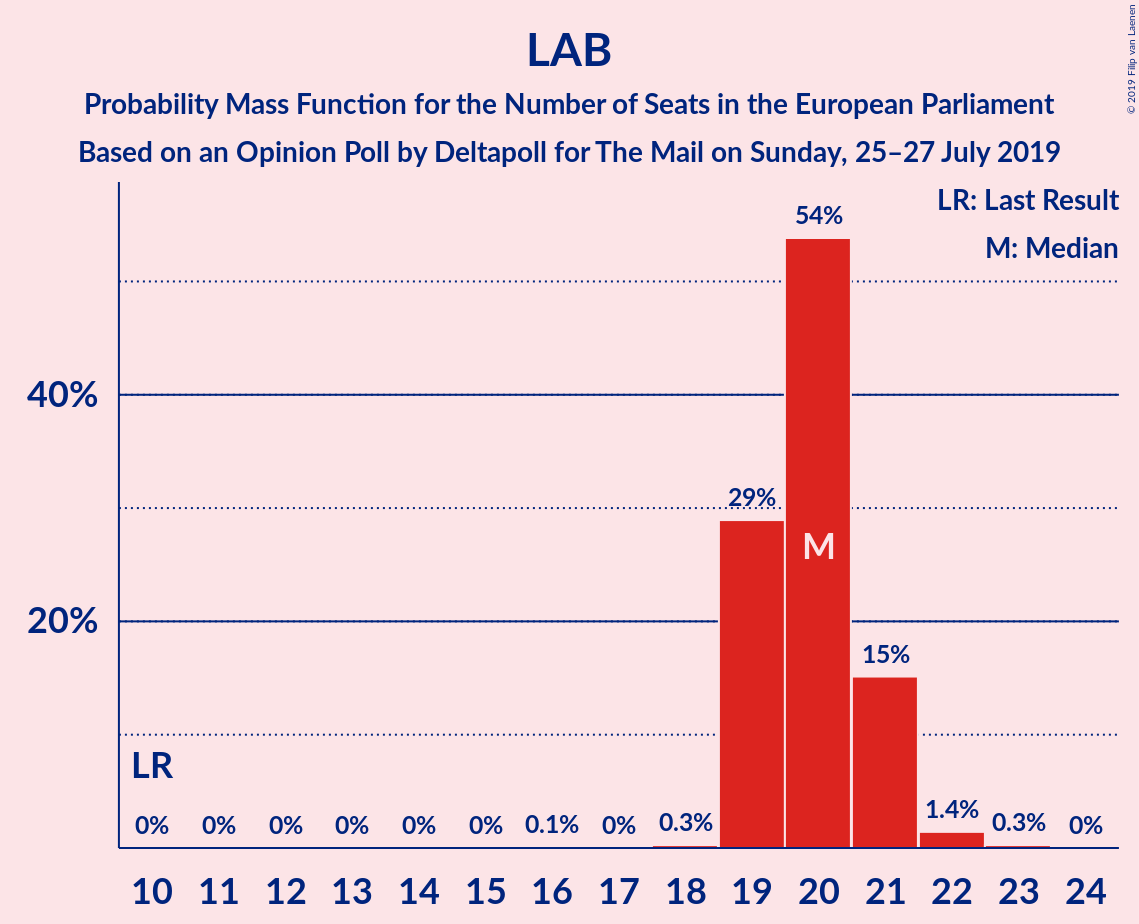 LAB
Probability Mass Function for the Number of Seats in the European Parliament
Based on an Opinion Poll by Deltapoll for The Mail on Sunday, 25–27 July 2019
© 2019 Filip van Laenen
LR: Last Result
M: Median
54%
40%
29%
M
20%
15%
LR
0% 0% 0% 0% 0% 0% 0.1% 0% 0.3% 1.4% 0.3% 0%
10 11 12 13 14 15 16 17 18 19 20 21 22 23 24